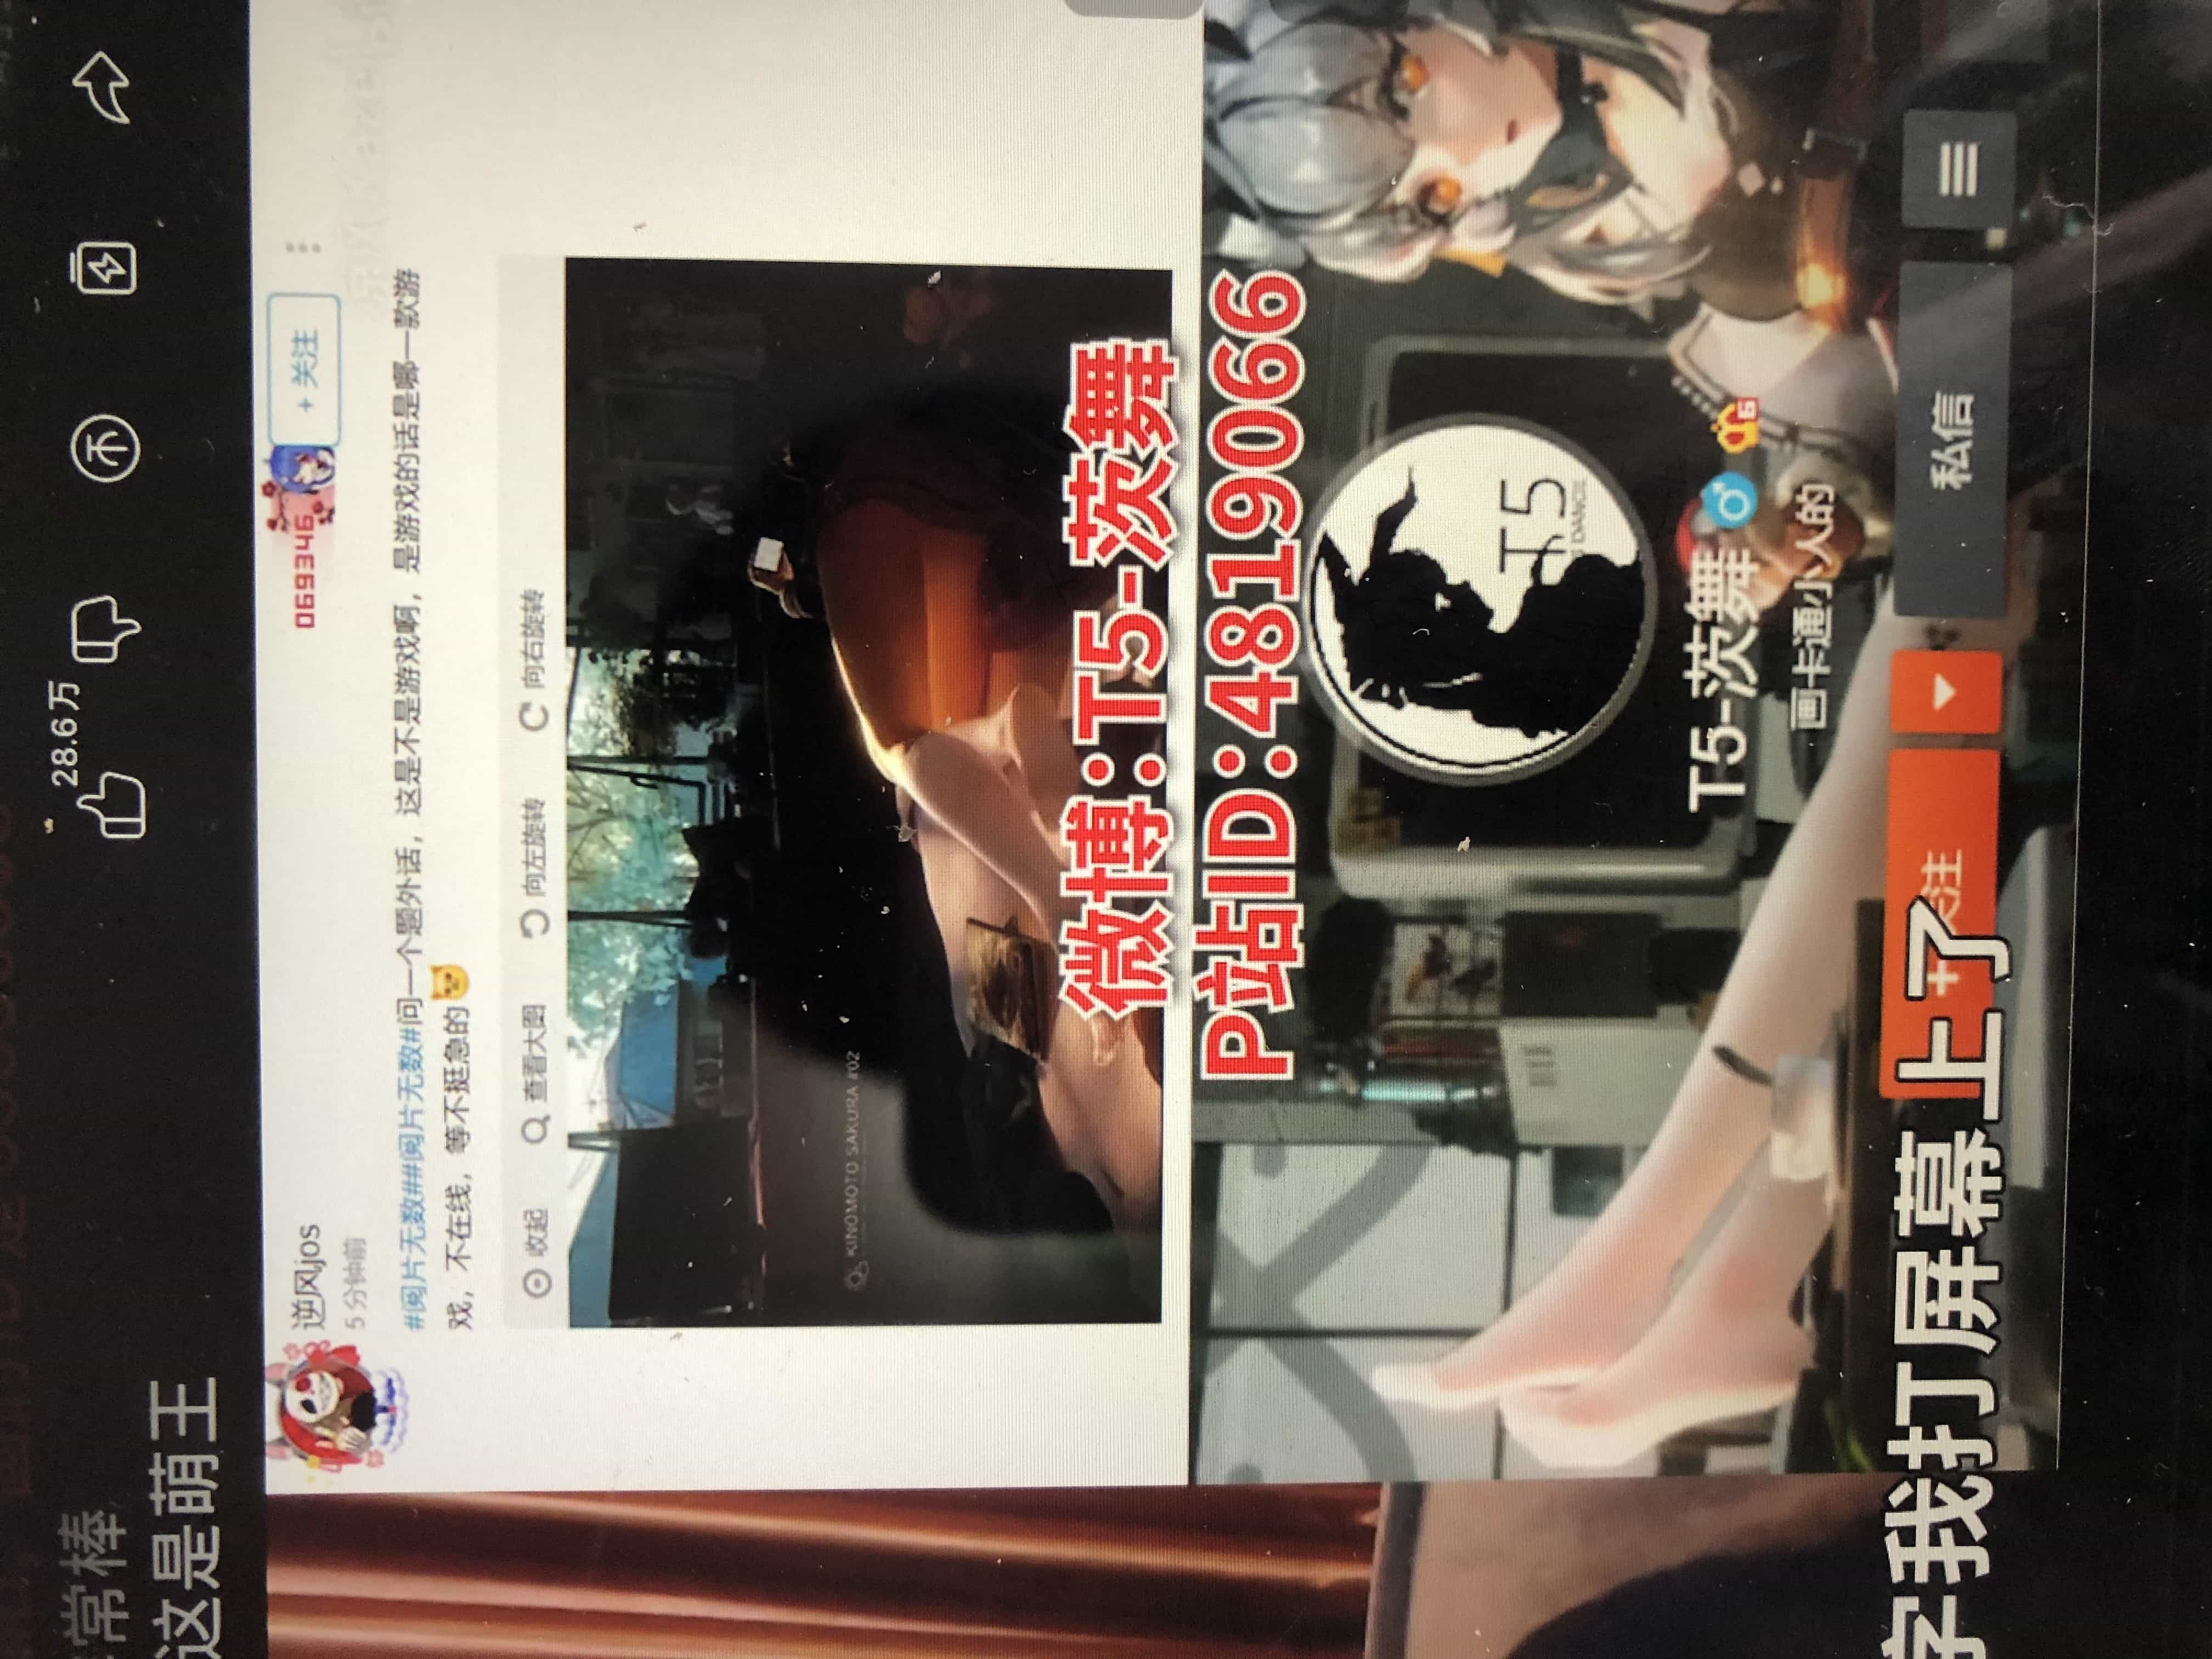 28.6万
常棒
这是萌王
逆风jos
5分钟前
069346
+ 关注
#阅片无数##阅片无数#问一个题外话，这是不是游戏啊，是游戏的话是哪一款游
戏，不在线，等不挺急的
收起
查看大图
向左旋转
向右旋转
KINOMOTO SAKURA #02
微博:T5-茨舞
P站ID:4819066
T5
DANCE
T5-茨舞
6
画卡通小人的
+关注
私信
字我打屏幕上了